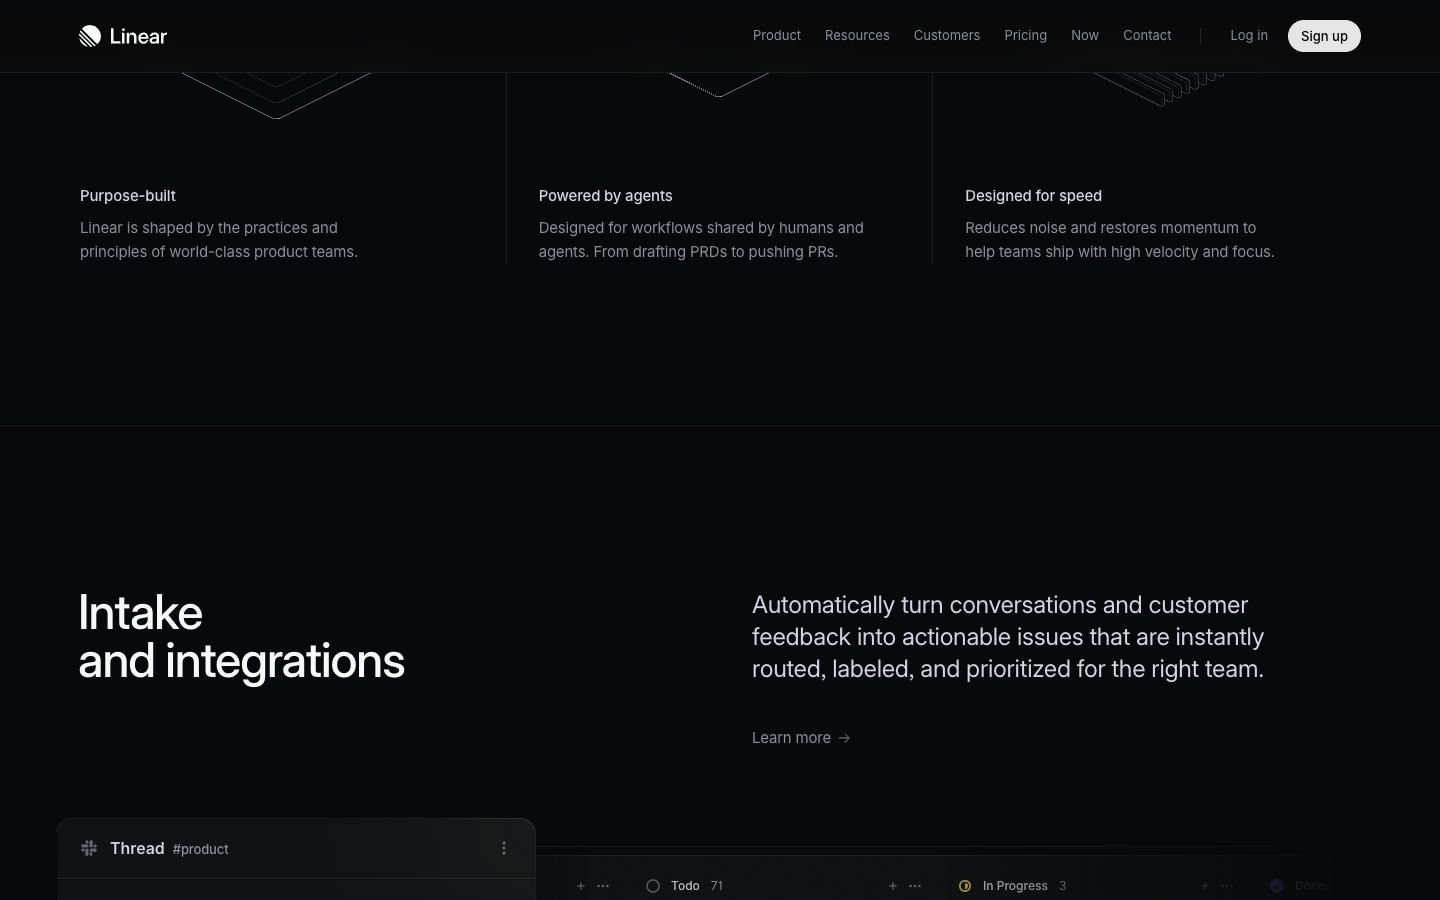 Linear
Product
Resources
Customers
Pricing
Now
Contact
Log in
Sign up
Purpose-built
Linear is shaped by the practices and
principles of world-class product teams.
Powered by agents
Designed for workflows shared by humans and
agents. From drafting PRDs to pushing PRs.
Designed for speed
Reduces noise and restores momentum to
help teams ship with high velocity and focus.
Intake
and integrations
Automatically turn conversations and customer
feedback into actionable issues that are instantly
routed, labeled, and prioritized for the right team.
Learn more →
Thread #product
Todo 71
In Progress 3
Done